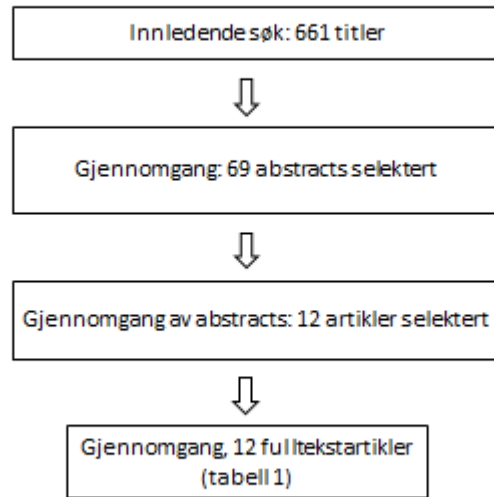 Innledende søk: 661 titler
Gjennomgang: 69 abstracts selektert
Gjennomgang av abstracts: 12 artikler selektert
Gjennomgang, 12 fulltekstartikler
(tabell 1)